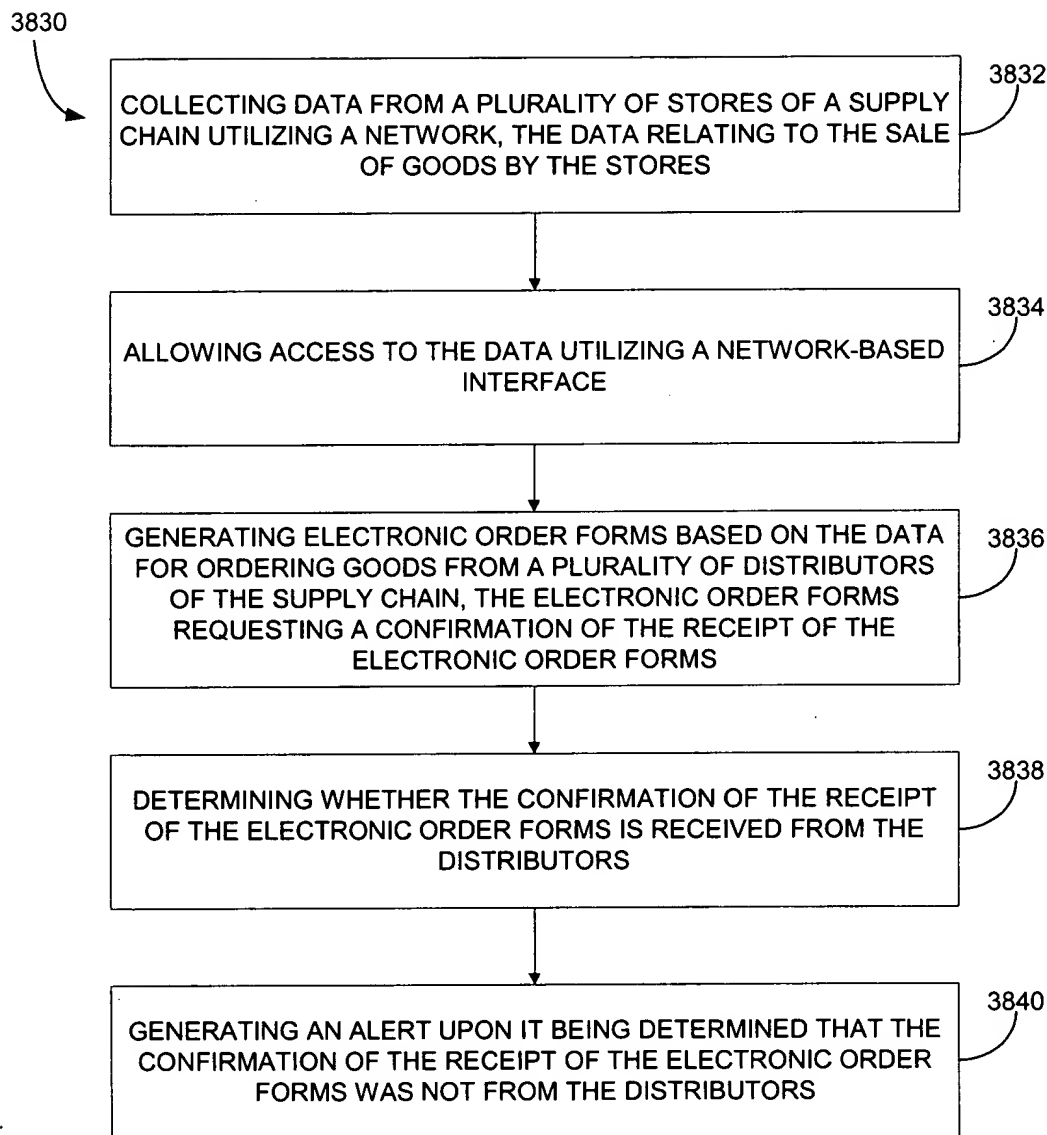 3830
3832
COLLECTING DATA FROM A PLURALITY OF STORES OF A SUPPLY
CHAIN UTILIZING A NETWORK, THE DATA RELATING TO THE SALE
OF GOODS BY THE STORES
3834
ALLOWING ACCESS TO THE DATA UTILIZING A NETWORK-BASED
INTERFACE
3836
GENERATING ELECTRONIC ORDER FORMS BASED ON THE DATA
FOR ORDERING GOODS FROM A PLURALITY OF DISTRIBUTORS
OF THE SUPPLY CHAIN, THE ELECTRONIC ORDER FORMS
REQUESTING A CONFIRMATION OF THE RECEIPT OF THE
ELECTRONIC ORDER FORMS
3838
DETERMINING WHETHER THE CONFIRMATION OF THE RECEIPT
OF THE ELECTRONIC ORDER FORMS IS RECEIVED FROM THE
DISTRIBUTORS
3840
GENERATING AN ALERT UPON IT BEING DETERMINED THAT THE
CONFIRMATION OF THE RECEIPT OF THE ELECTRONIC ORDER
FORMS WAS NOT FROM THE DISTRIBUTORS